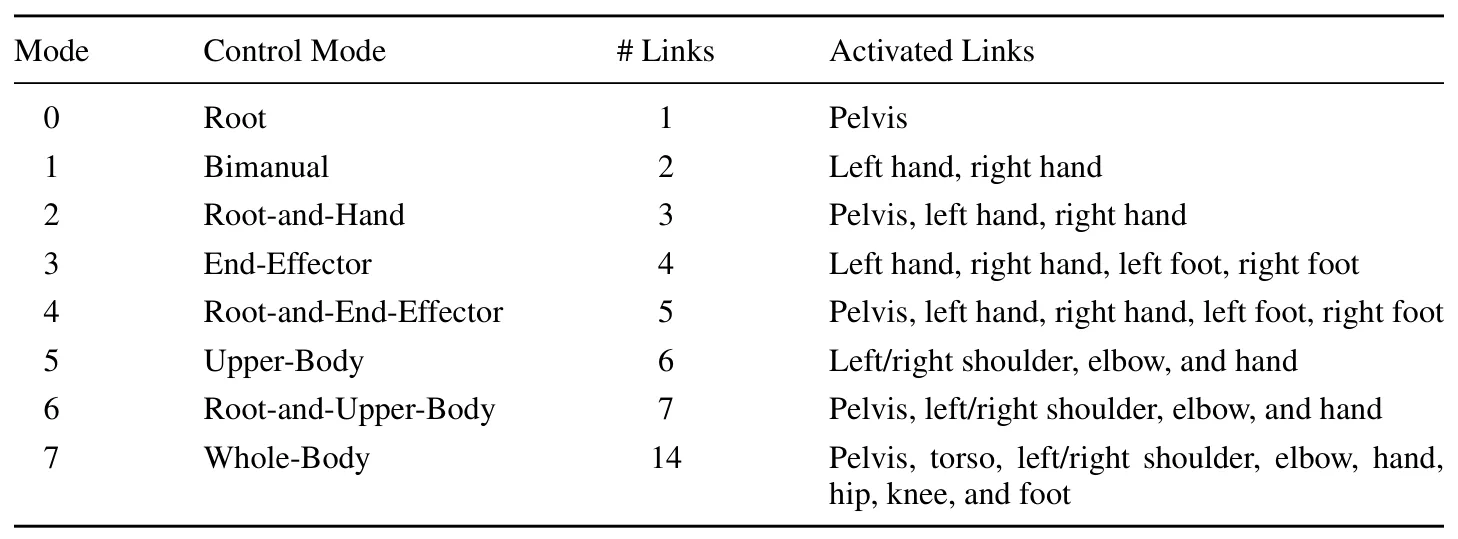 Mode Control Mode # Links Activated Links
0 Root 1 Pelvis
1 Bimanual 2 Left hand, right hand
2 Root-and-Hand 3 Pelvis, left hand, right hand
3 End-Effector 4 Left hand, right hand, left foot, right foot
4 Root-and-End-Effector 5 Pelvis, left hand, right hand, left foot, right foot
5 Upper-Body 6 Left/right shoulder, elbow, and hand
6 Root-and-Upper-Body 7 Pelvis, left/right shoulder, elbow, and hand
7 Whole-Body 14 Pelvis, torso, left/right shoulder, elbow, hand,
hip, knee, and foot